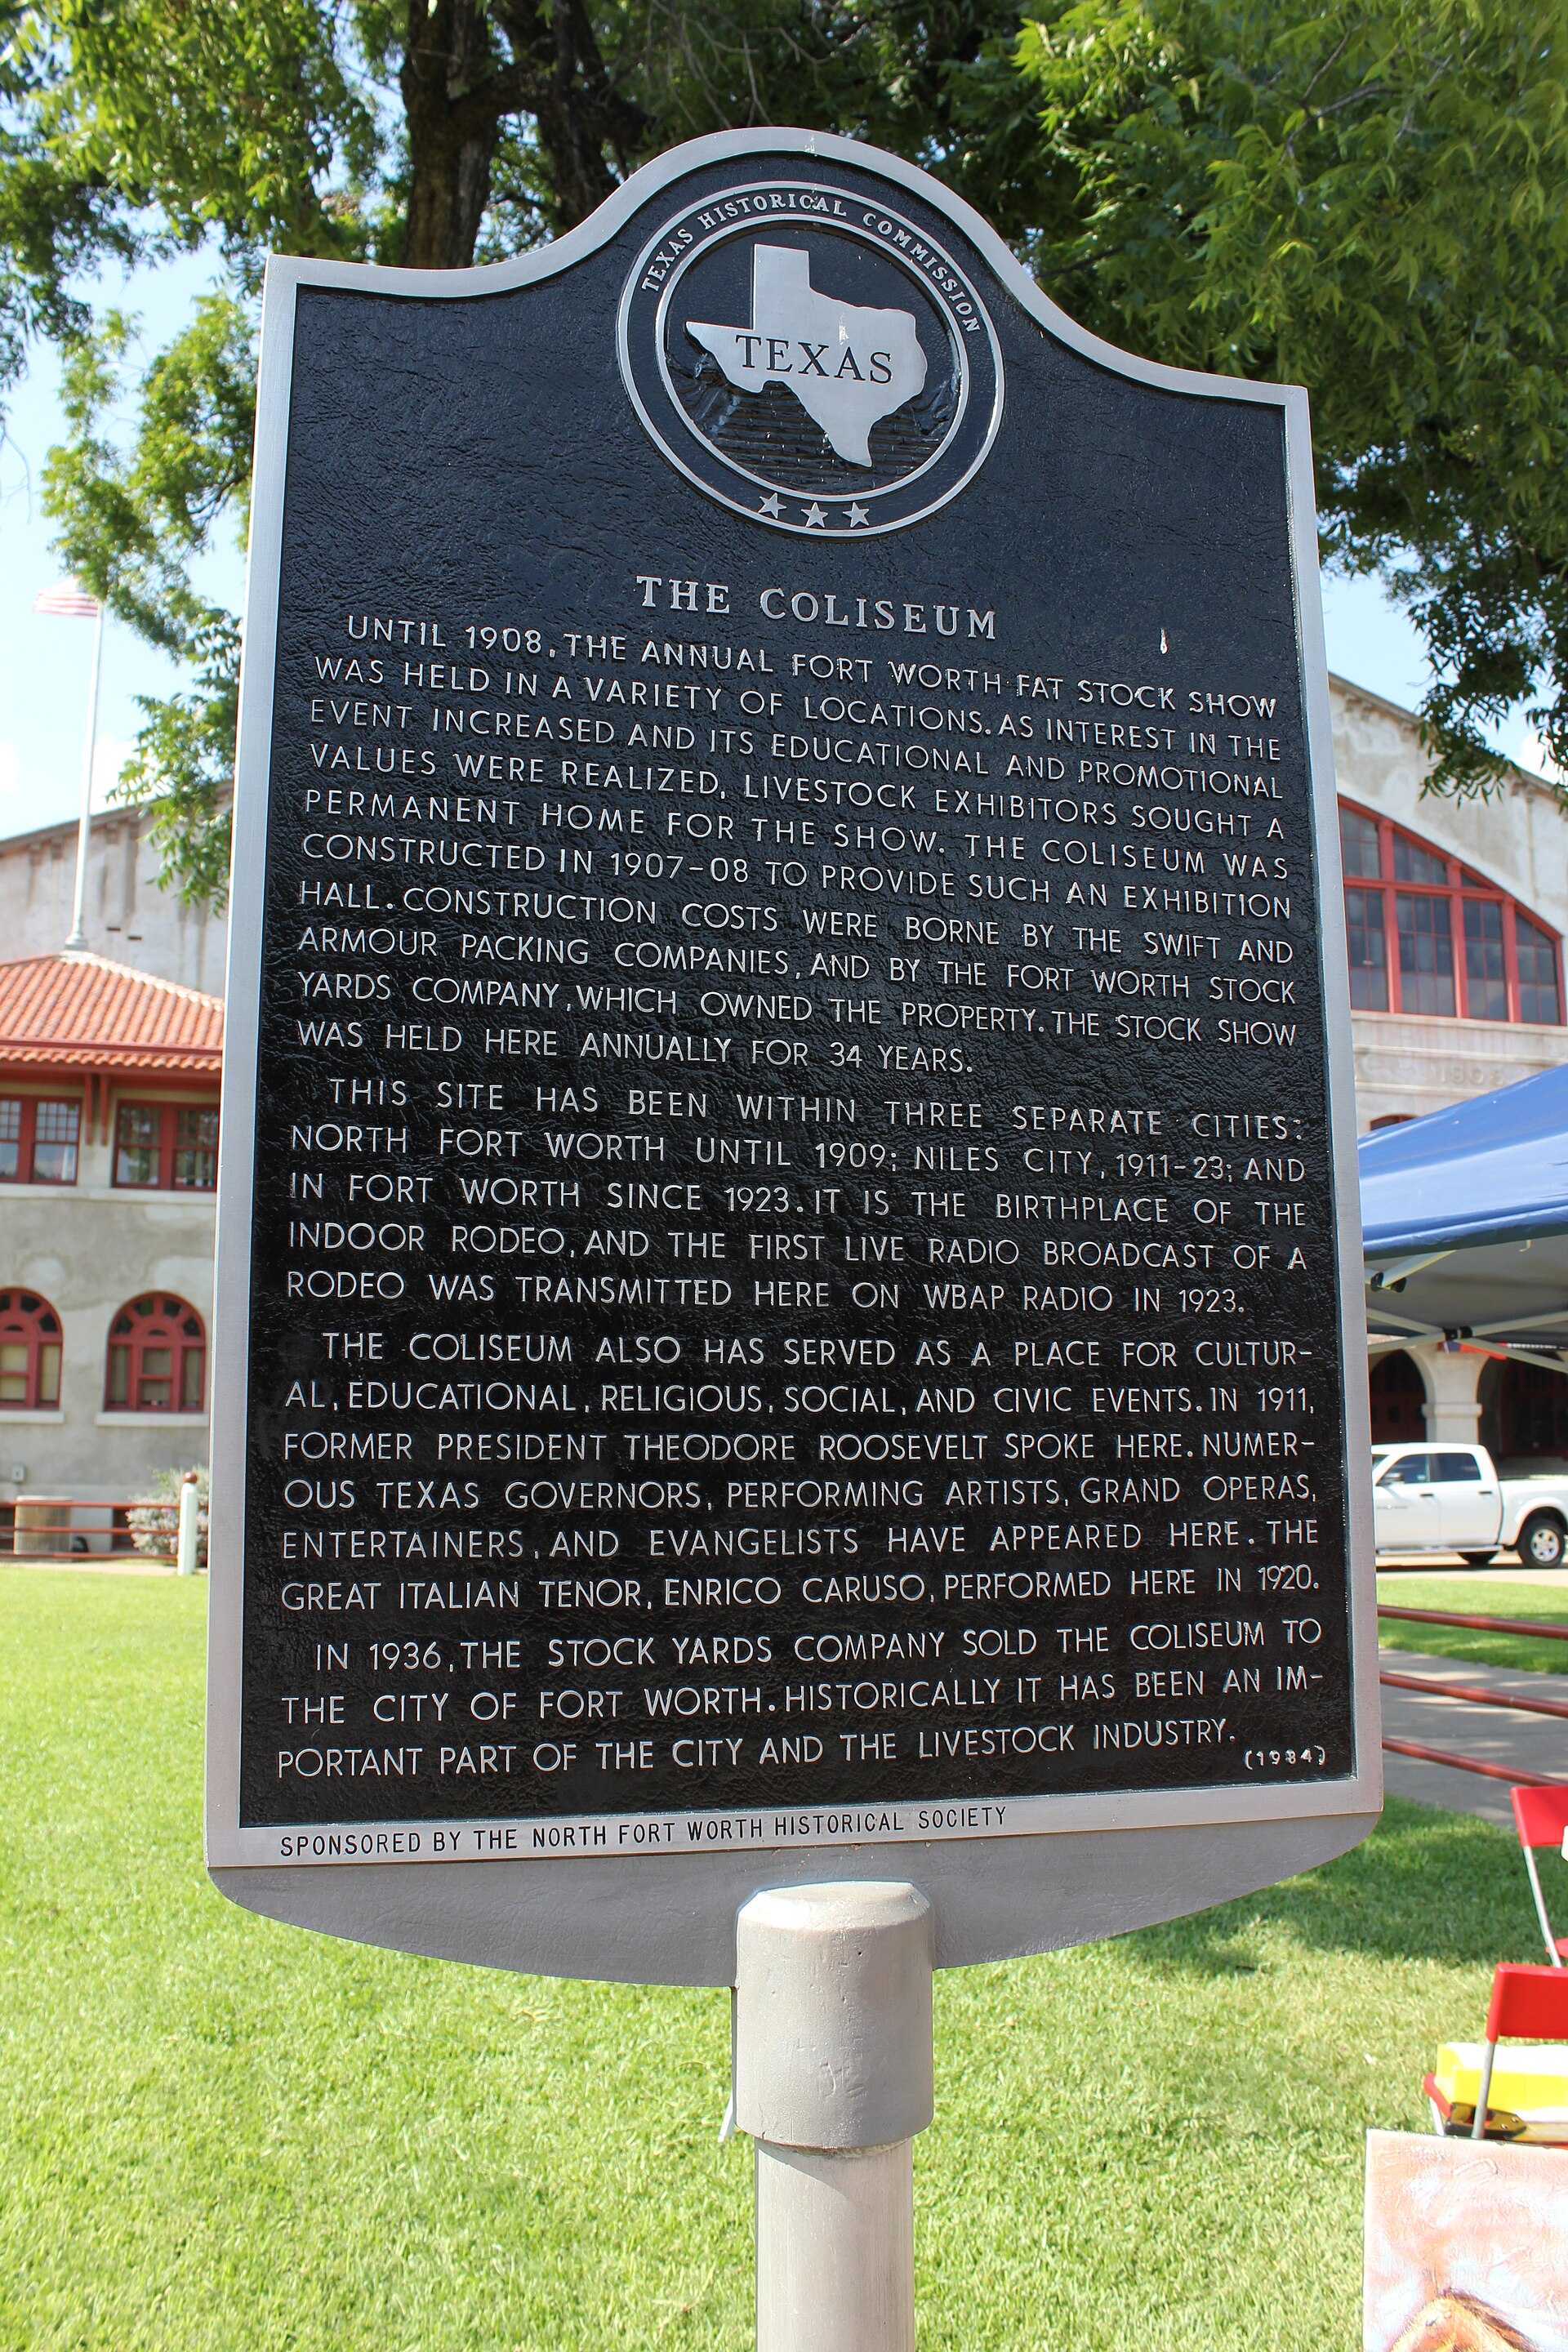 TEXAS HISTORICAL COMMISSION
TEXAS
THE COLISEUM
UNTIL 1908, THE ANNUAL FORT WORTH FAT STOCK SHOW
WAS HELD IN A VARIETY OF LOCATIONS. AS INTEREST IN THE
EVENT INCREASED AND ITS EDUCATIONAL AND PROMOTIONAL
VALUES WERE REALIZED, LIVESTOCK EXHIBITORS SOUGHT A
PERMANENT HOME FOR THE SHOW. THE COLISEUM WAS
CONSTRUCTED IN 1907-08 TO PROVIDE SUCH AN EXHIBITION
HALL. CONSTRUCTION COSTS WERE BORNE BY THE SWIFT AND
ARMOUR PACKING COMPANIES, AND BY THE FORT WORTH STOCK
YARDS COMPANY, WHICH OWNED THE PROPERTY. THE STOCK SHOW
WAS HELD HERE ANNUALLY FOR 34 YEARS.
THIS SITE HAS BEEN WITHIN THREE SEPARATE CITIES:
NORTH FORT WORTH UNTIL 1909; NILES CITY, 1911-23; AND
IN FORT WORTH SINCE 1923. IT IS THE BIRTHPLACE OF THE
INDOOR RODEO, AND THE FIRST LIVE RADIO BROADCAST OF A
RODEO WAS TRANSMITTED HERE ON WBAP RADIO IN 1923.
THE COLISEUM ALSO HAS SERVED AS A PLACE FOR CULTUR-
AL, EDUCATIONAL, RELIGIOUS, SOCIAL, AND CIVIC EVENTS. IN 1911,
FORMER PRESIDENT THEODORE ROOSEVELT SPOKE HERE. NUMER-
OUS TEXAS GOVERNORS, PERFORMING ARTISTS, GRAND OPERAS,
ENTERTAINERS, AND EVANGELISTS HAVE APPEARED HERE. THE
GREAT ITALIAN TENOR, ENRICO CARUSO, PERFORMED HERE IN 1920.
IN 1936, THE STOCK YARDS COMPANY SOLD THE COLISEUM TO
THE CITY OF FORT WORTH. HISTORICALLY IT HAS BEEN AN IM-
PORTANT PART OF THE CITY AND THE LIVESTOCK INDUSTRY.
(1984)
SPONSORED BY THE NORTH FORT WORTH HISTORICAL SOCIETY